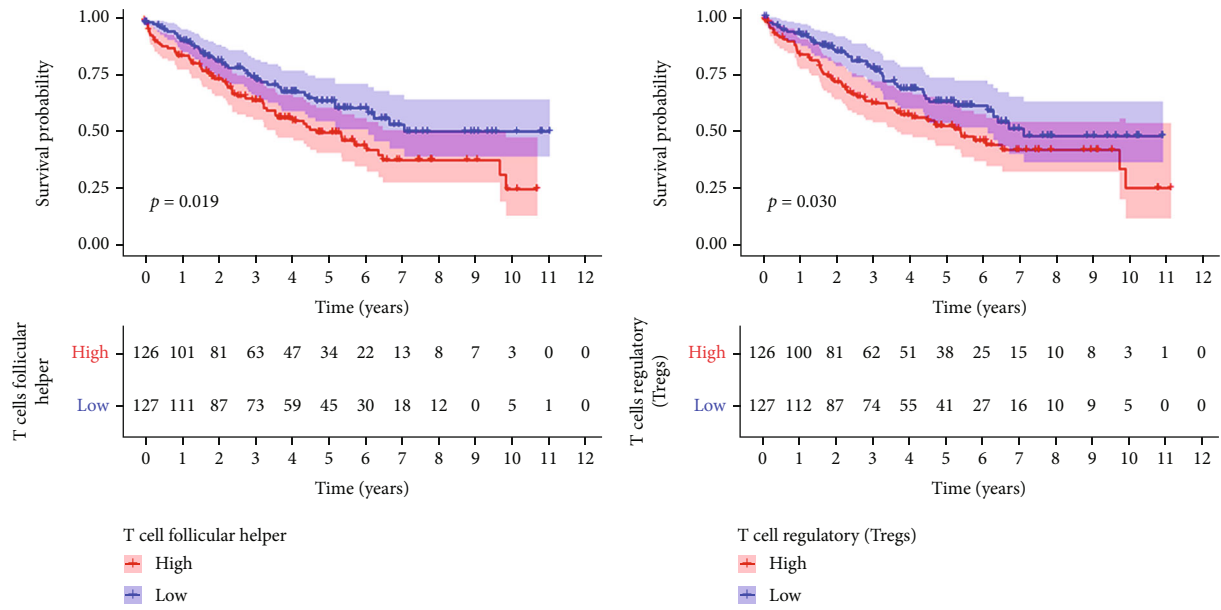 1.00
0.75
0.50
0.25
0.00
Survival probability
p = 0.019
0 1 2 3 4 5 6 7 8 9 10 11 12
Time (years)
T cells follicular
helper
High 126 101 81 63 47 34 22 13 8 7 3 0 0
Low 127 111 87 73 59 45 30 18 12 0 5 1 0
0 1 2 3 4 5 6 7 8 9 10 11 12
Time (years)
T cell follicular helper
High
Low
1.00
0.75
0.50
0.25
0.00
Survival probability
p = 0.030
0 1 2 3 4 5 6 7 8 9 10 11 12
Time (years)
T cells regulatory
(Tregs)
High 126 100 81 62 51 38 25 15 10 8 3 1 0
Low 127 112 87 74 55 41 27 16 10 9 5 0 0
0 1 2 3 4 5 6 7 8 9 10 11 12
Time (years)
T cell regulatory (Tregs)
High
Low